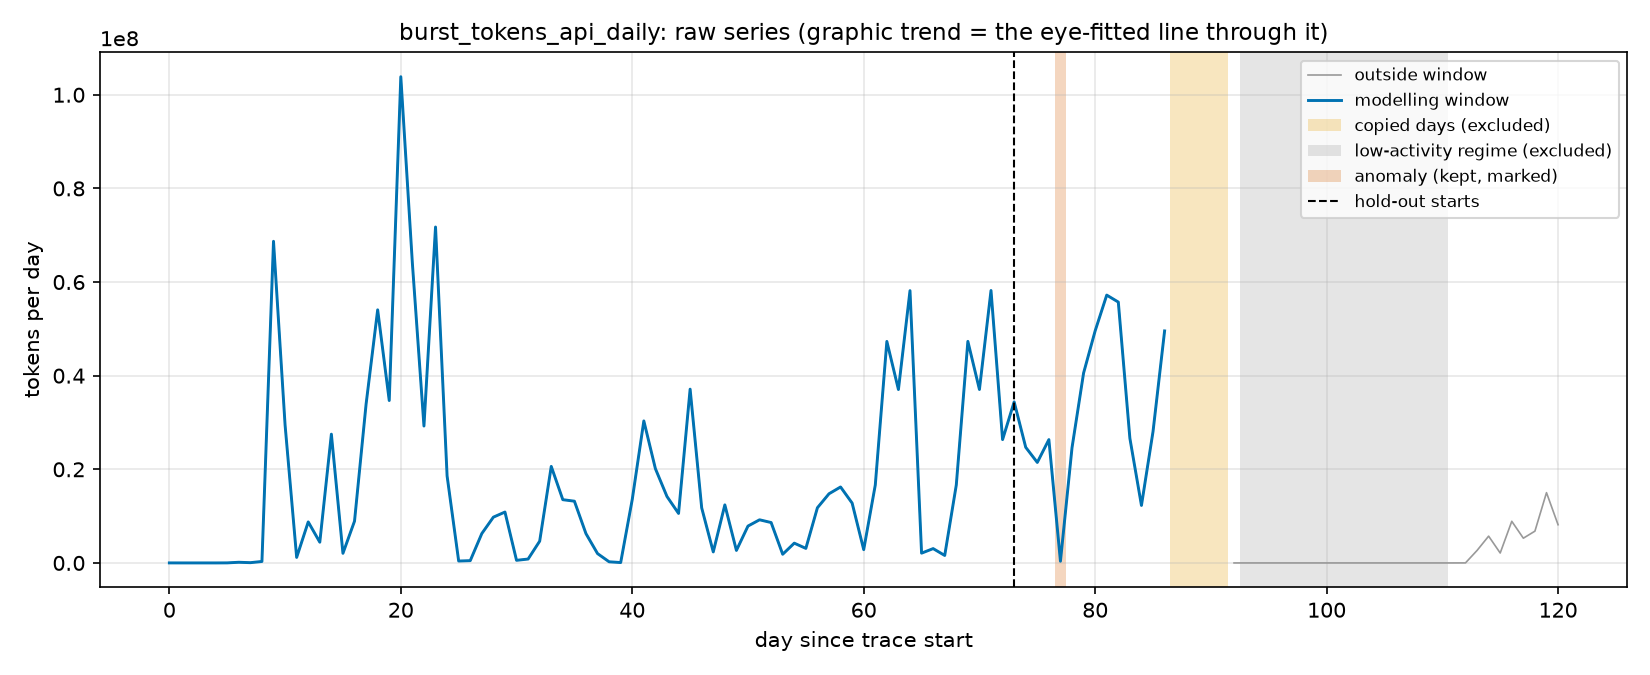 burst_tokens_api_daily: raw series (graphic trend = the eye-fitted line through it)
1e8
1.0
0.8
0.6
0.4
0.2
0.0
tokens per day
outside window
modelling window
copied days (excluded)
low-activity regime (excluded)
anomaly (kept, marked)
hold-out starts
0 20 40 60 80 100 120
day since trace start